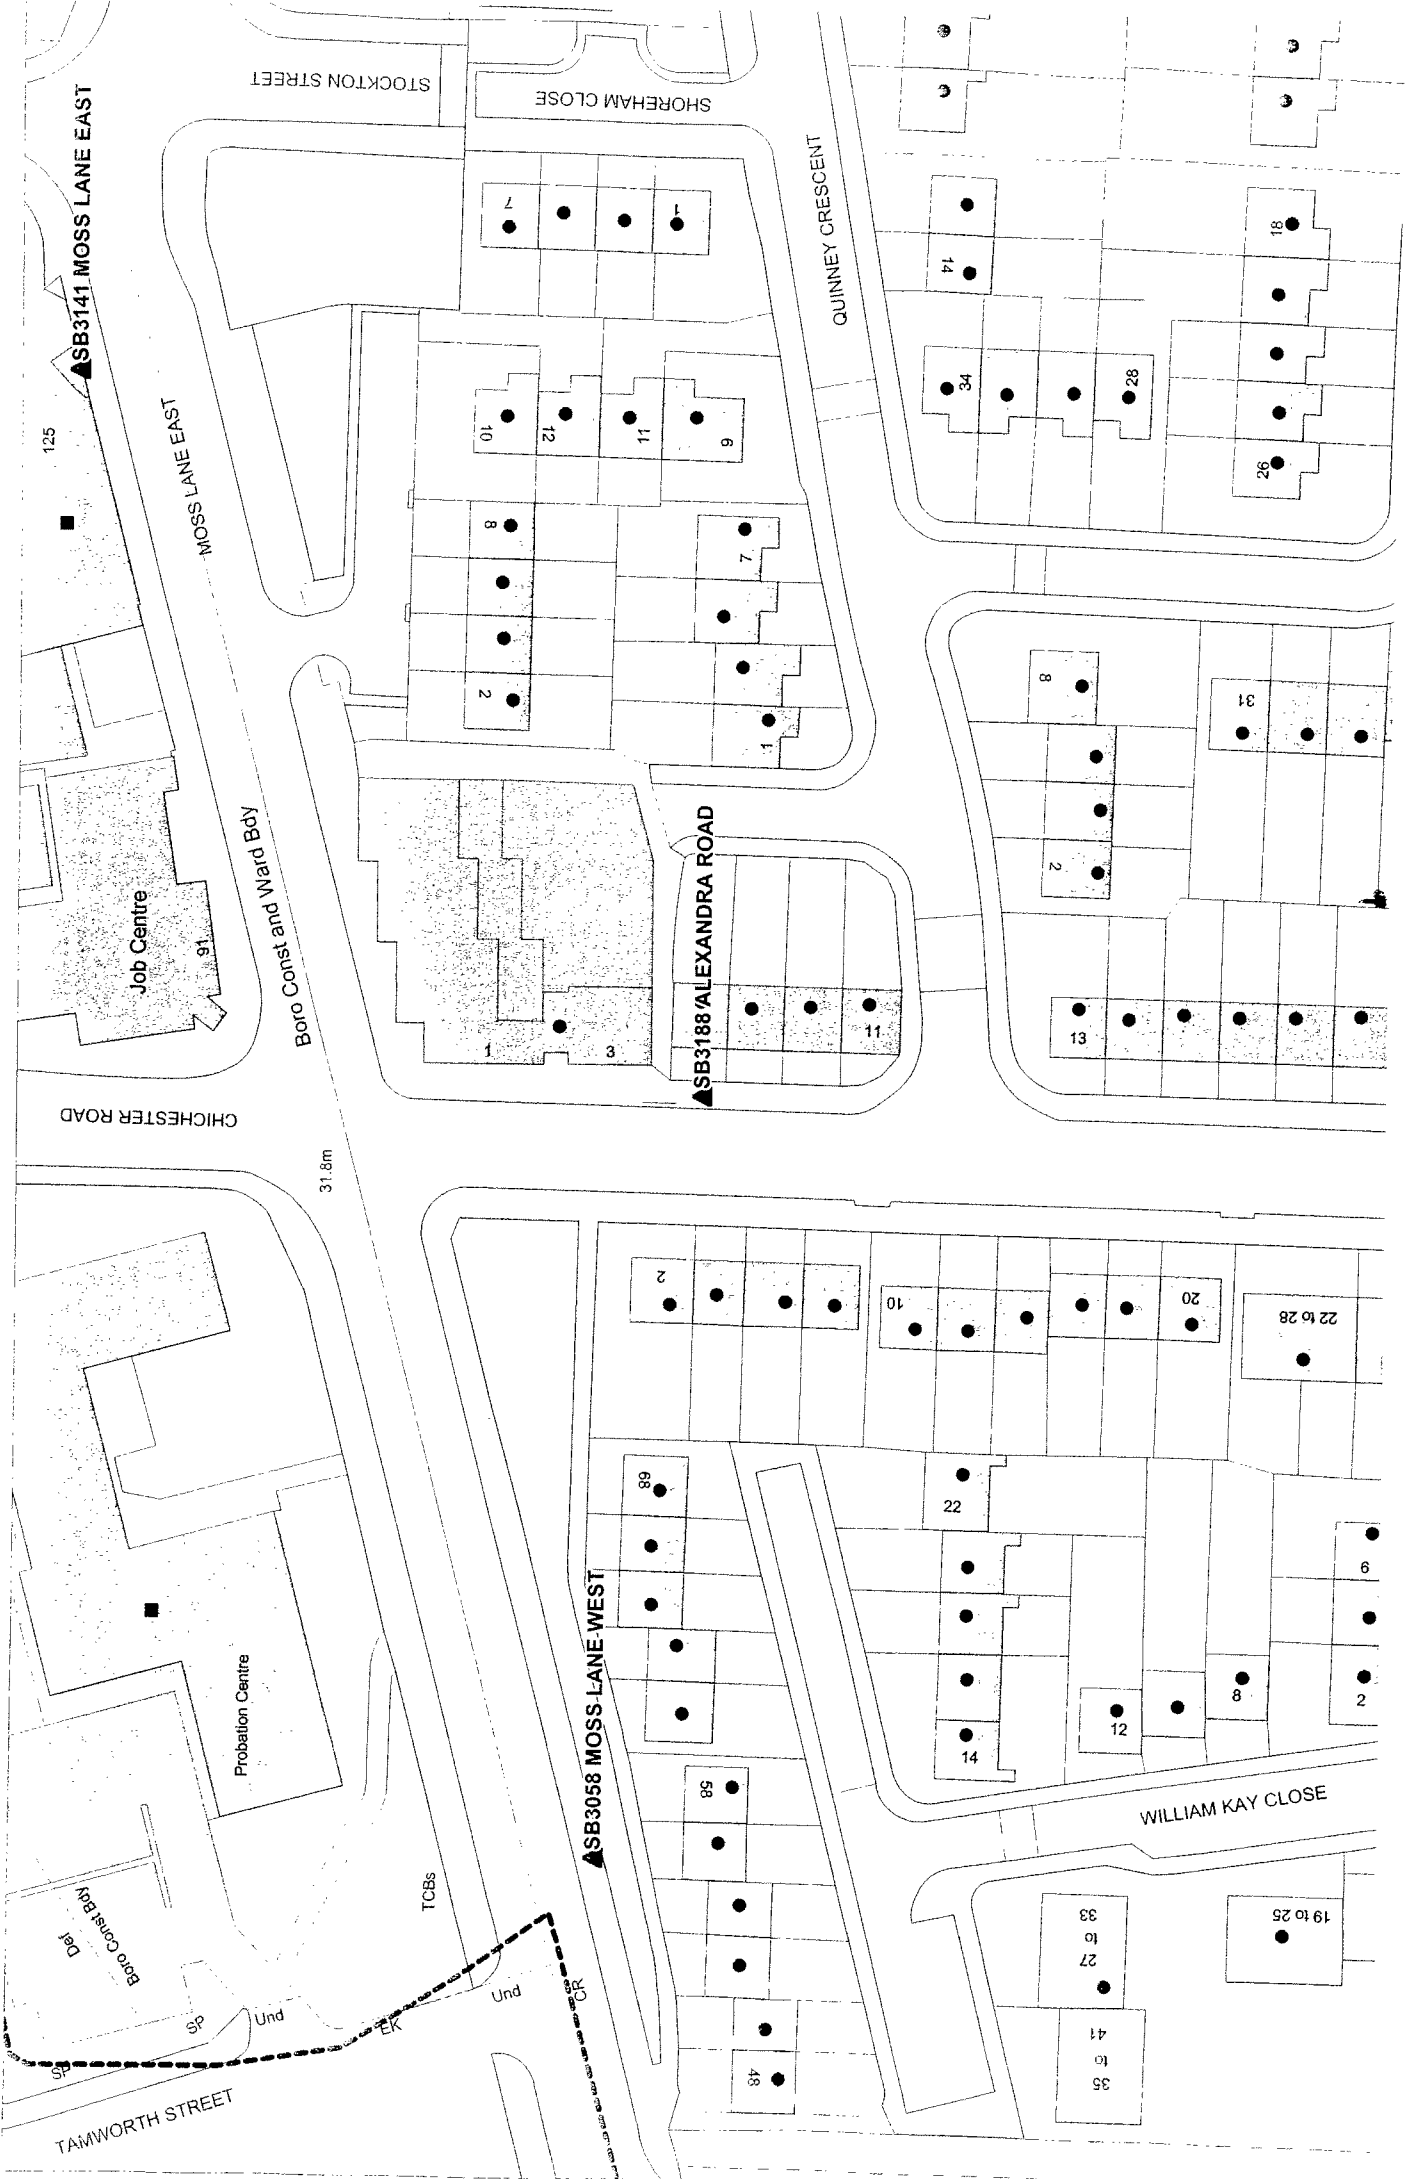 STOCKTON STREET
SHOREHAM CLOSE
SB3141 MOSS LANE EAST
QUINNEY CRESCENT
7
1
14
18
125
MOSS LANE EAST
10
12
11
9
34
28
26
8
7
2
1
8
31
2
Boro Const and Ward Bdy
Job Centre
91
SB3188 ALEXANDRA ROAD
1
3
11
13
CHICHESTER ROAD
31.8m
2
10
20
22 to 28
68
22
6
SB3058 MOSS LANE WEST
Probation Centre
14
12
8
2
58
WILLIAM KAY CLOSE
TCBs
Def
Boro Const Bdy
SP
Und
EK
Und
CR
SP
27
to
33
19 to 25
35
to
41
48
TAMWORTH STREET